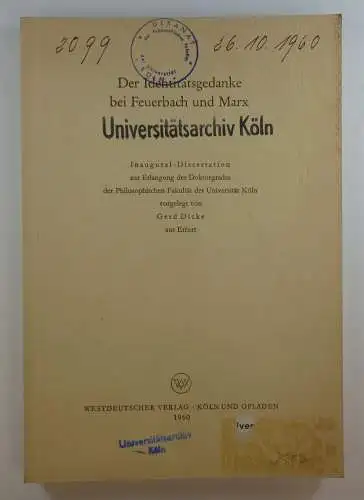 2099
26.10.1960
DEKANAT
KÖLN
Der Identitätsgedanke
bei Feuerbach und Marx
Universitätsarchiv Köln
Inaugural-Dissertation
zur Erlangung des Doktorgrades
der Philosophischen Fakultät der Universität Köln
vorgelegt von
Gerd Dicke
aus Erfurt
WESTDEUTSCHER VERLAG · KÖLN UND OPLADEN
1960
Universitätsarchiv
Köln